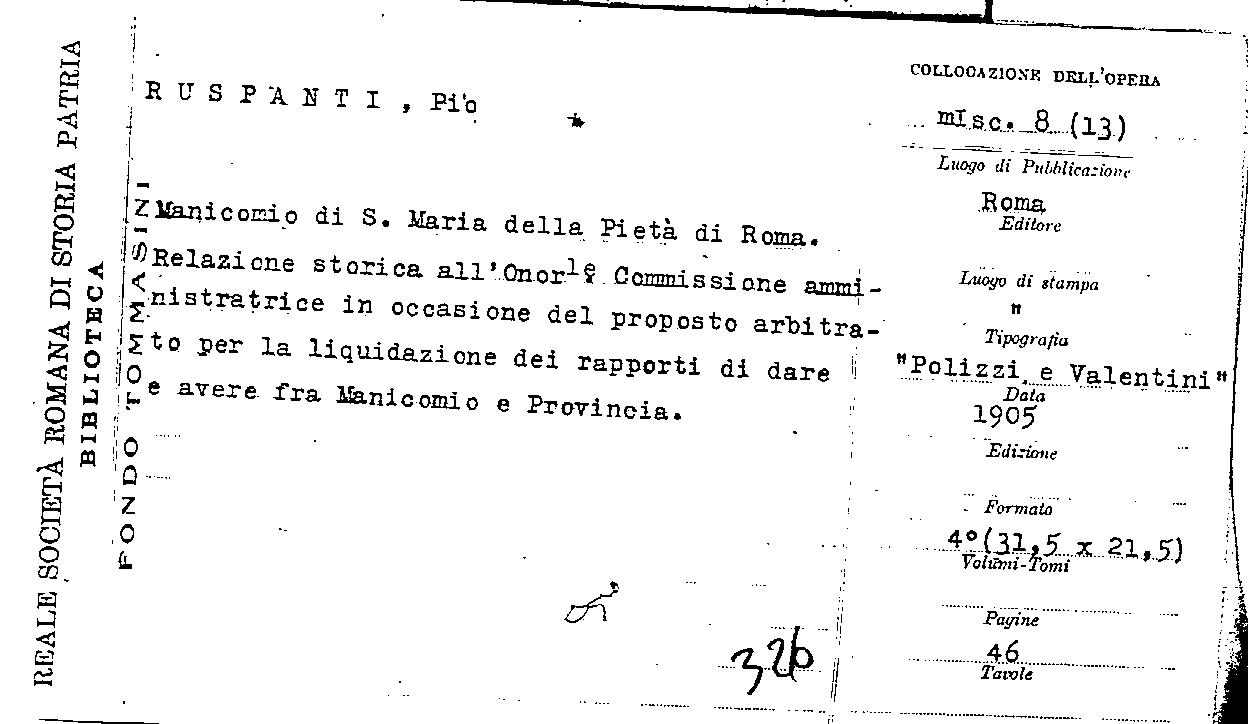 REALE SOCIETÀ ROMANA DI STORIA PATRIA
BIBLIOTECA
FONDO TOMMASINI
RUSPANTI, Pio
Manicomio di S. Maria della Pietà di Roma.
Relazione storica all'Onorle Commissione ammi-
nistratrice in occasione del proposto arbitra-
to per la liquidazione dei rapporti di dare
e avere fra Manicomio e Provincia.
326
COLLOCAZIONE DELL'OPERA
mIsc. 8 (13)
Luogo di Pubblicazione
Roma
Editore
Luogo di stampa
"
Tipografia
"Polizzi e Valentini"
Data
1905
Edizione
Formato
4°(31,5 x 21,5)
Volumi-Tomi
Pagine
46
Tavole